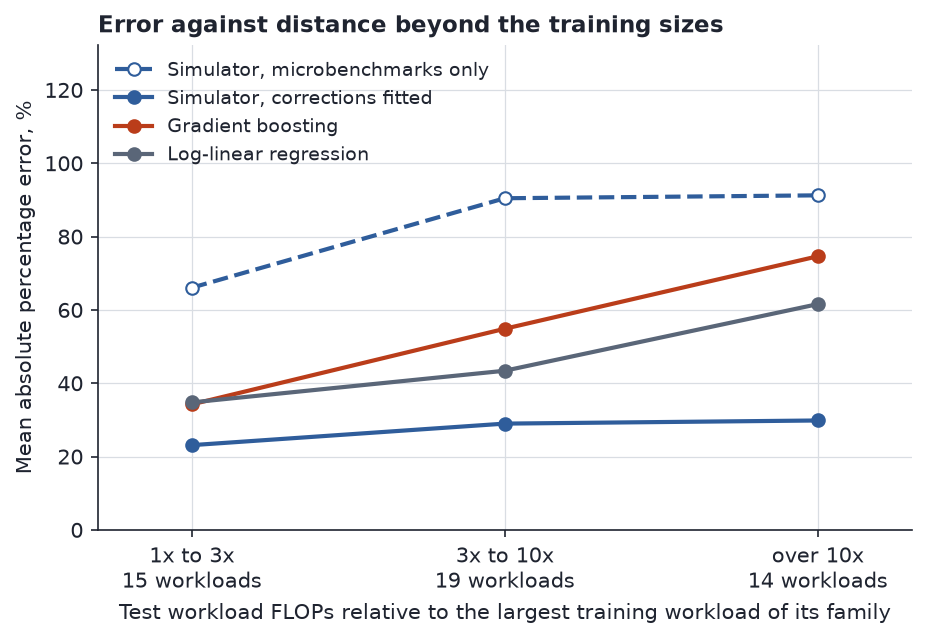 Error against distance beyond the training sizes
Simulator, microbenchmarks only
Simulator, corrections fitted
Gradient boosting
Log-linear regression
Mean absolute percentage error, %
120
100
80
60
40
20
0
1x to 3x
15 workloads
3x to 10x
19 workloads
over 10x
14 workloads
Test workload FLOPs relative to the largest training workload of its family